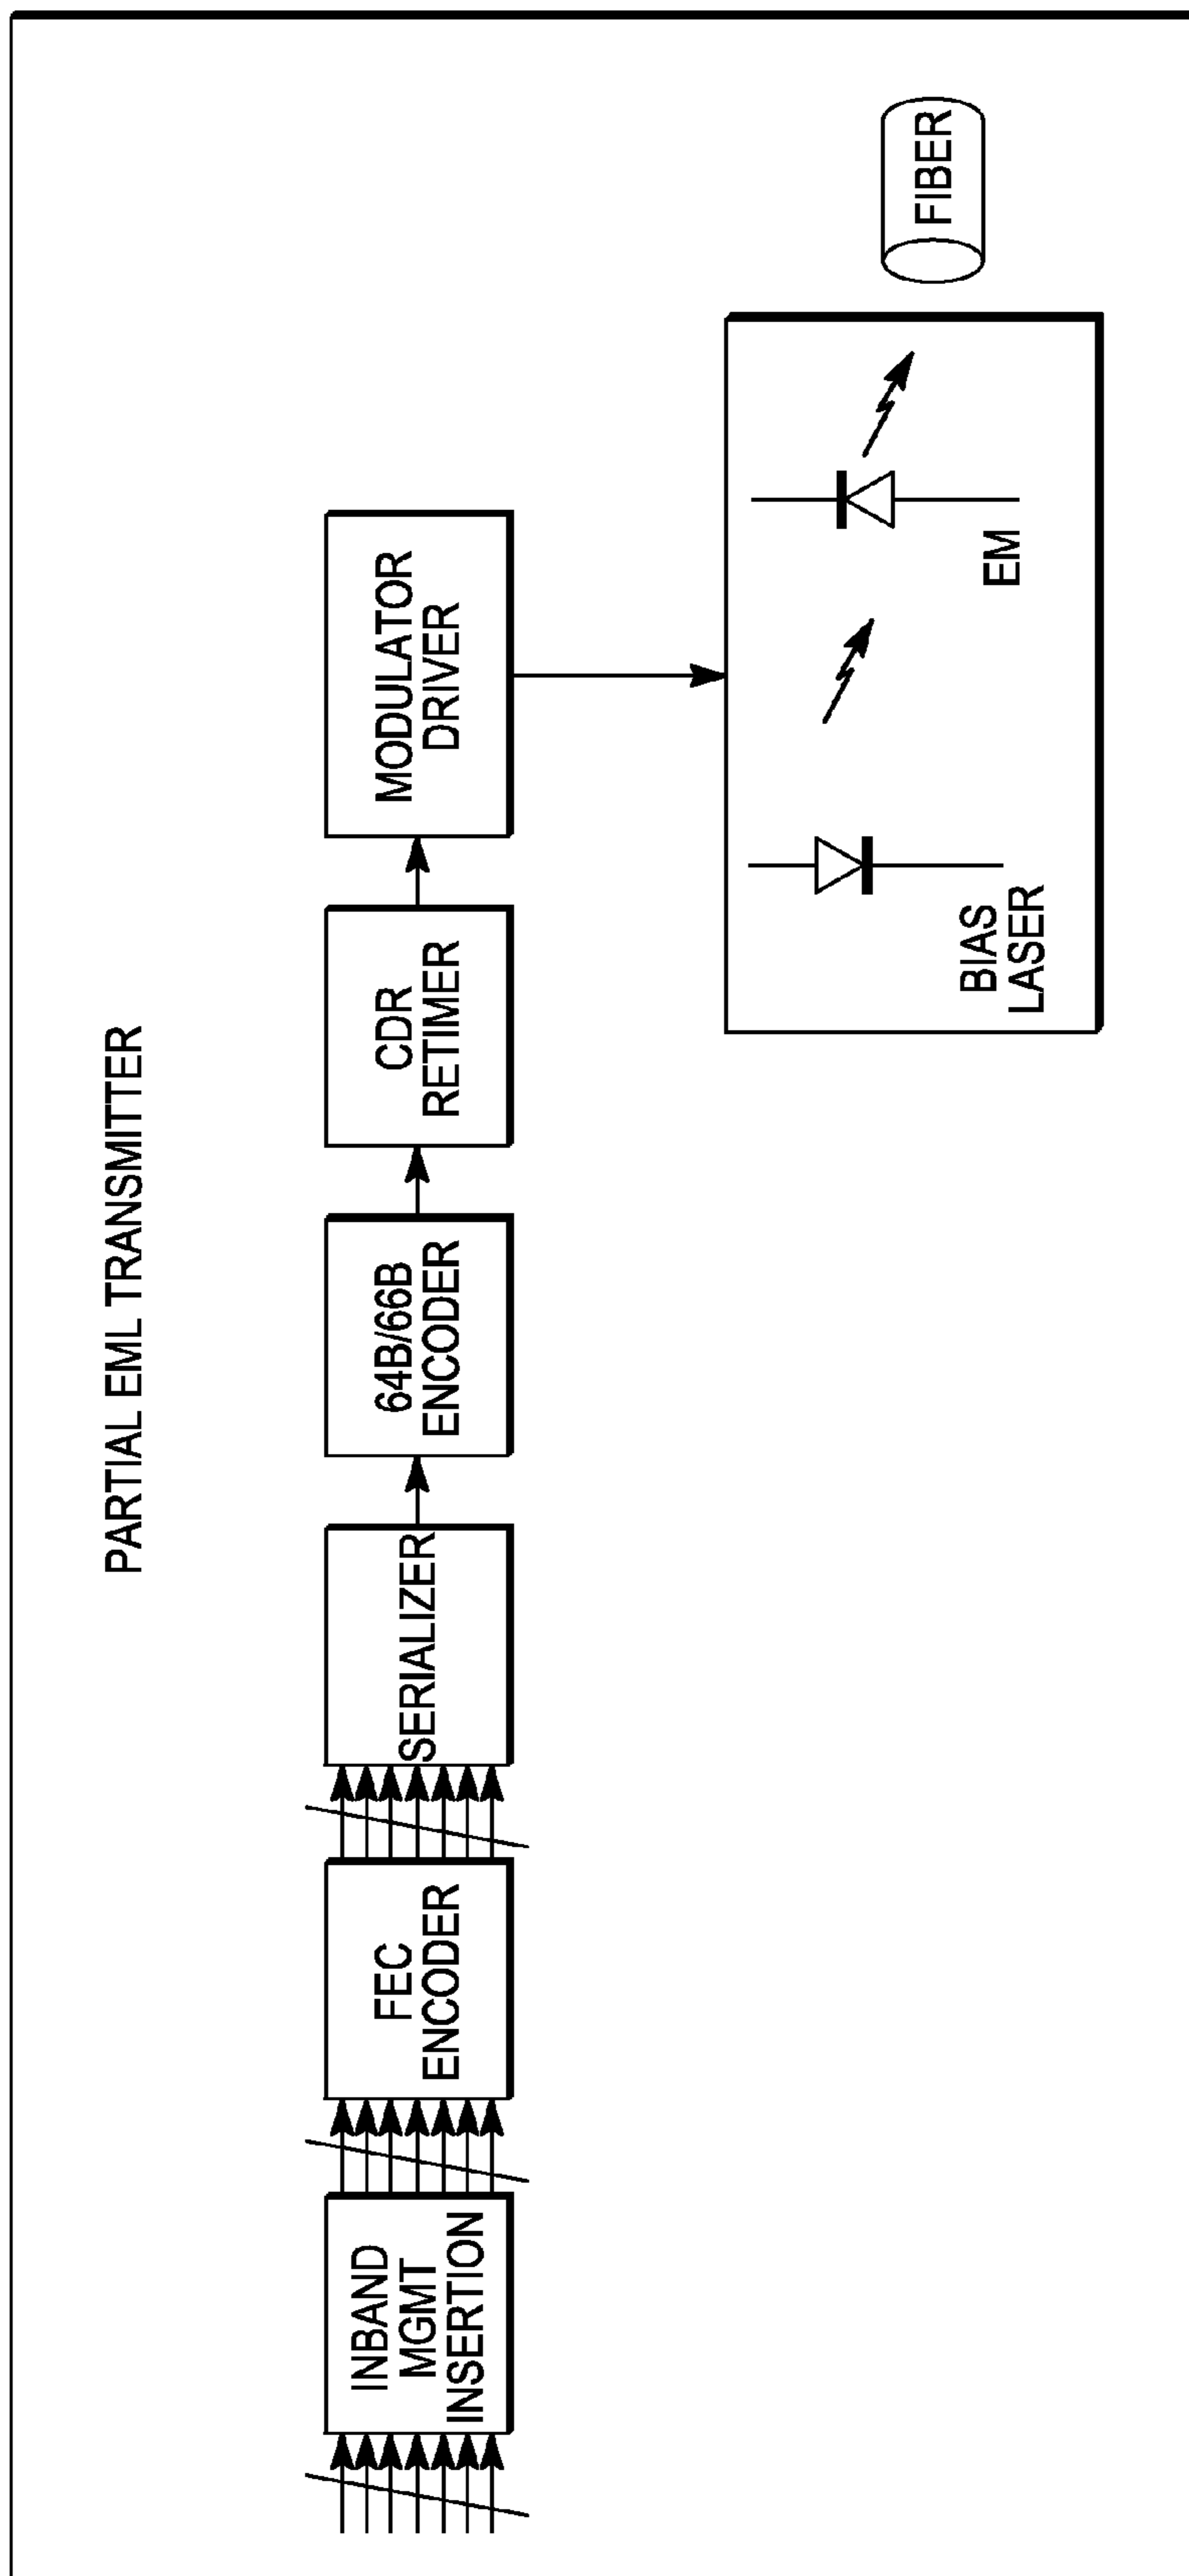 PARTIAL EML TRANSMITTER
INBAND
MGMT
INSERTION
FEC
ENCODER
SERIALIZER
64B/66B
ENCODER
CDR
RETIMER
MODULATOR
DRIVER
BIAS
LASER
EM
FIBER